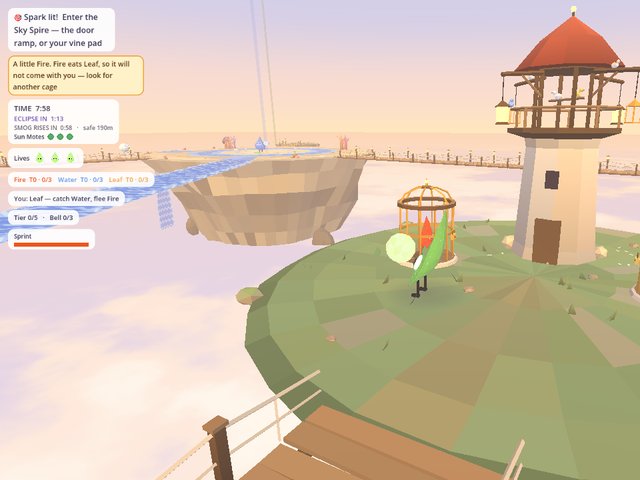 Spark lit! Enter the
Sky Spire — the door
ramp, or your vine pad
A little Fire. Fire eats Leaf, so it will
not come with you — look for
another cage
TIME 7:58
ECLIPSE IN 1:13
SMOG RISES IN 0:58 · safe 190m
Sun Motes
Lives
Fire T0 · 0/3 Water T0 · 0/3 Leaf T0 · 0/3
You: Leaf — catch Water, flee Fire
Tier 0/5 · Bell 0/3
Sprint